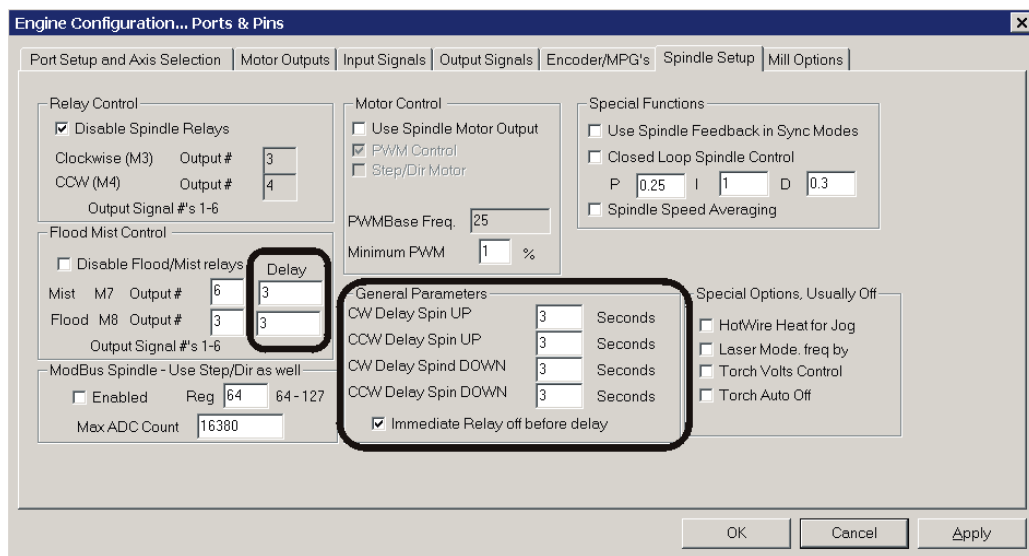 Engine Configuration... Ports & Pins
Port Setup and Axis Selection
Motor Outputs
Input Signals
Output Signals
Encoder/MPG's
Spindle Setup
Mill Options
Relay Control
Disable Spindle Relays
Clockwise (M3) Output # 3
CCW (M4) Output # 4
Output Signal #'s 1-6
Flood Mist Control
Disable Flood/Mist relays Delay
Mist M7 Output # 6 3
Flood M8 Output # 3 3
Output Signal #'s 1-6
ModBus Spindle - Use Step/Dir as well
Enabled Reg 64 64 - 127
Max ADC Count 16380
Motor Control
Use Spindle Motor Output
PWM Control
Step/Dir Motor
PWMBase Freq. 25
Minimum PWM 1 %
General Parameters
CW Delay Spin UP 3 Seconds
CCW Delay Spin UP 3 Seconds
CW Delay Spind DOWN 3 Seconds
CCW Delay Spin DOWN 3 Seconds
Immediate Relay off before delay
Special Functions
Use Spindle Feedback in Sync Modes
Closed Loop Spindle Control
P 0.25 I 1 D 0.3
Spindle Speed Averaging
Special Options, Usually Off
HotWire Heat for Jog
Laser Mode. freq by
Torch Volts Control
Torch Auto Off
OK
Cancel
Apply